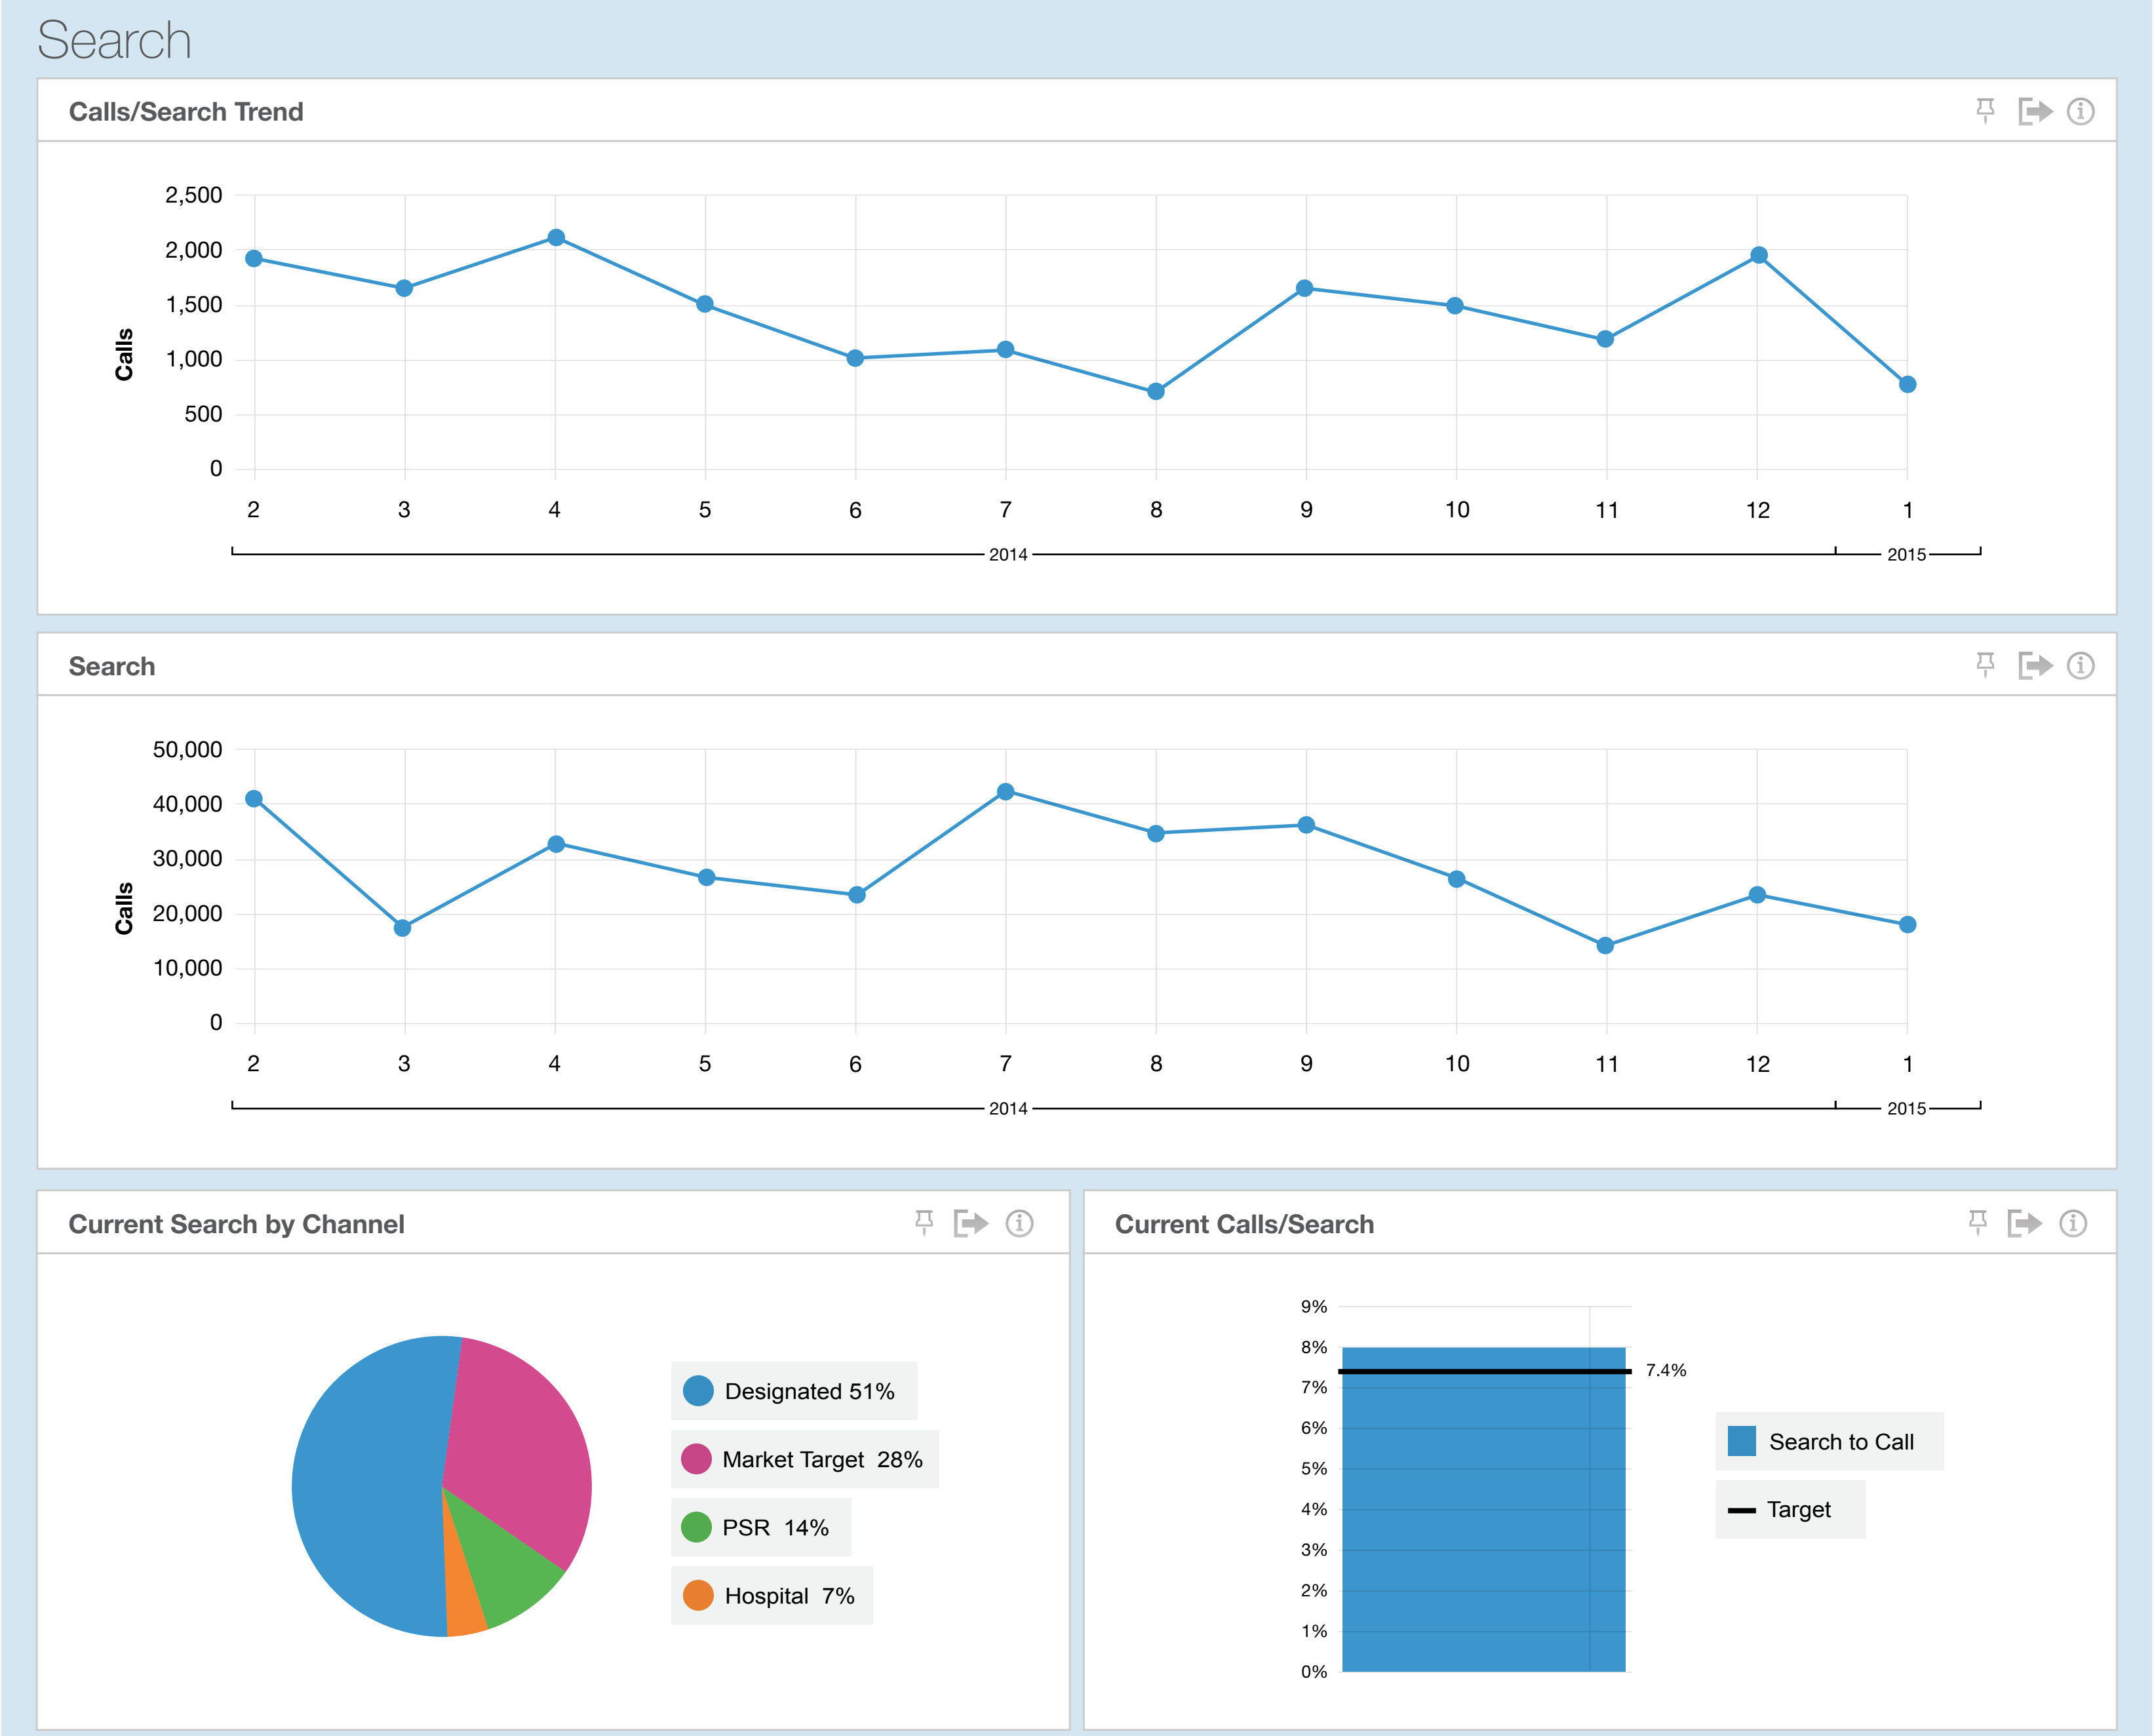 Search
Calls/Search Trend
2,500
2,000
1,500
1,000
500
0
Calls
2 3 4 5 6 7 8 9 10 11 12 1
2014 2015
Search
50,000
40,000
30,000
20,000
10,000
0
Calls
2 3 4 5 6 7 8 9 10 11 12 1
2014 2015
Current Search by Channel
Designated 51%
Market Target 28%
PSR 14%
Hospital 7%
Current Calls/Search
9%
8%
7%
6%
5%
4%
3%
2%
1%
0%
7.4%
Search to Call
Target